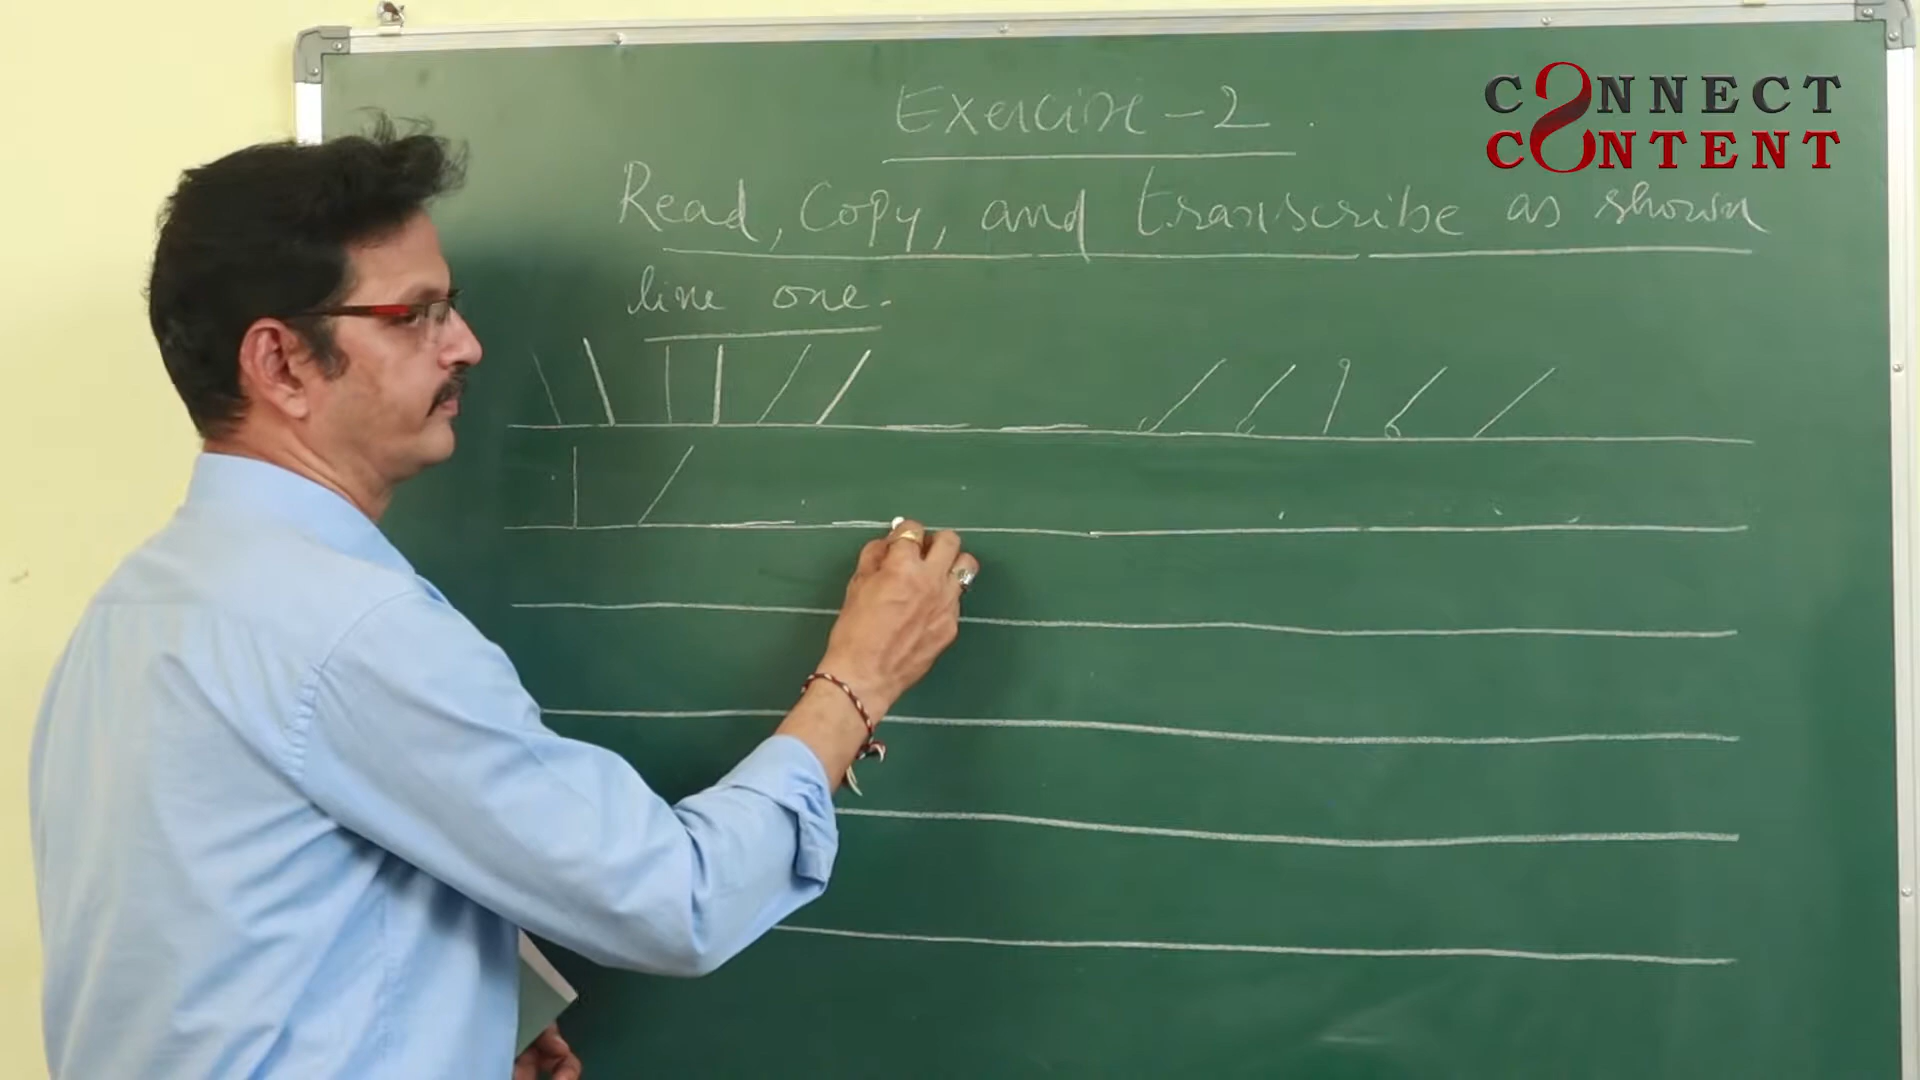 CONNECT
CONTENT
Exercise - 2.
Read, Copy, and transcribe as shown
line one.